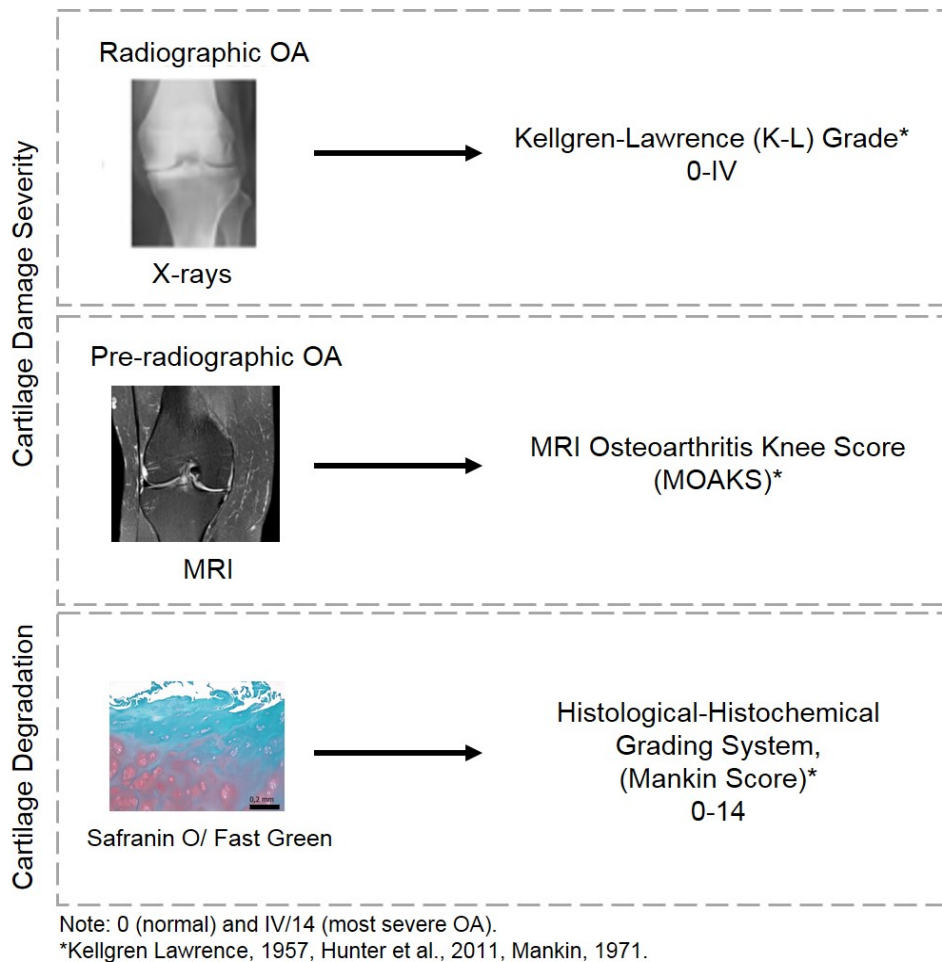 Cartilage Damage Severity
Radiographic OA
X-rays
Kellgren-Lawrence (K-L) Grade*
0-IV
Pre-radiographic OA
MRI
MRI Osteoarthritis Knee Score
(MOAKS)*
Cartilage Degradation
0,2 mm
Safranin O/ Fast Green
Histological-Histochemical
Grading System,
(Mankin Score)*
0-14
Note: 0 (normal) and IV/14 (most severe OA).
*Kellgren Lawrence, 1957, Hunter et al., 2011, Mankin, 1971.